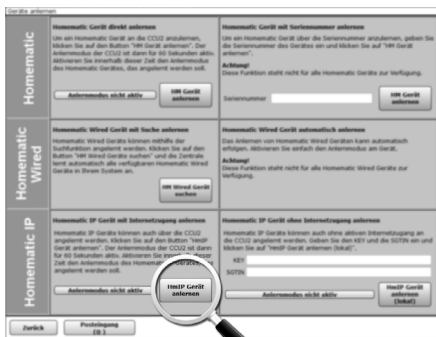 Geräte anlernen
Homematic
Homematic Gerät direkt anlernen
Um ein Homematic Gerät an die CCU2 anzulernen,
klicken Sie auf den Button "HM Gerät anlernen". Der
Anlernmodus der CCU2 ist dann für 60 Sekunden aktiv.
Aktivieren Sie innerhalb dieser Zeit den Anlernmodus
des Homematic Gerätes, das angelernt werden soll.
Anlernmodus nicht aktiv
HM Gerät
anlernen
Homematic Gerät mit Seriennummer anlernen
Um ein Homematic Gerät über die Seriennummer anzulernen, geben Sie
die Seriennummer des Gerätes ein und klicken Sie auf "HM Gerät
anlernen".
Achtung!
Diese Funktion steht nicht für alle Homematic Geräte zur Verfügung.
Seriennummer
HM Gerät
anlernen
Homematic
Wired
Homematic Wired Gerät mit Suche anlernen
Homematic Wired Geräte können mithilfe der
Suchfunktion angelernt werden. Klicken Sie auf den
Button "HM Wired Geräte suchen" und die Zentrale
lernt automatisch alle verfügbaren Homematic Wired
Geräte in Ihrem System an.
HM Wired Gerät
suchen
Homematic Wired Gerät automatisch anlernen
Das Anlernen von Homematic Wired Geräten kann automatisch
erfolgen. Aktivieren Sie einfach den Anlernmodus am Gerät.
Achtung!
Diese Funktion steht nicht für alle Homematic Wired Geräte zur
Verfügung.
Homematic IP
Homematic IP Gerät mit Internetzugang anlernen
Homematic IP Geräte können auch über die CCU2
angelernt werden. Klicken Sie auf den Button "HmIP
Gerät anlernen". Der Anlernmodus der CCU2 ist dann
für 60 Sekunden aktiv. Aktivieren Sie innerhalb dieser
Zeit den Anlernmodus des Homematic IP Gerätes, das
angelernt werden soll.
Anlernmodus nicht aktiv
HmIP Gerät
anlernen
Homematic IP Gerät ohne Internetzugang anlernen
Homematic IP Geräte können auch ohne aktiven Internetzugang an
die CCU2 angelernt werden. Geben Sie den KEY und die SGTIN ein und
klicken Sie auf "HmIP Gerät anlernen (lokal)".
KEY
SGTIN
Anlernmodus nicht aktiv
HmIP Gerät
anlernen
(lokal)
Zurück
Posteingang
(0 )